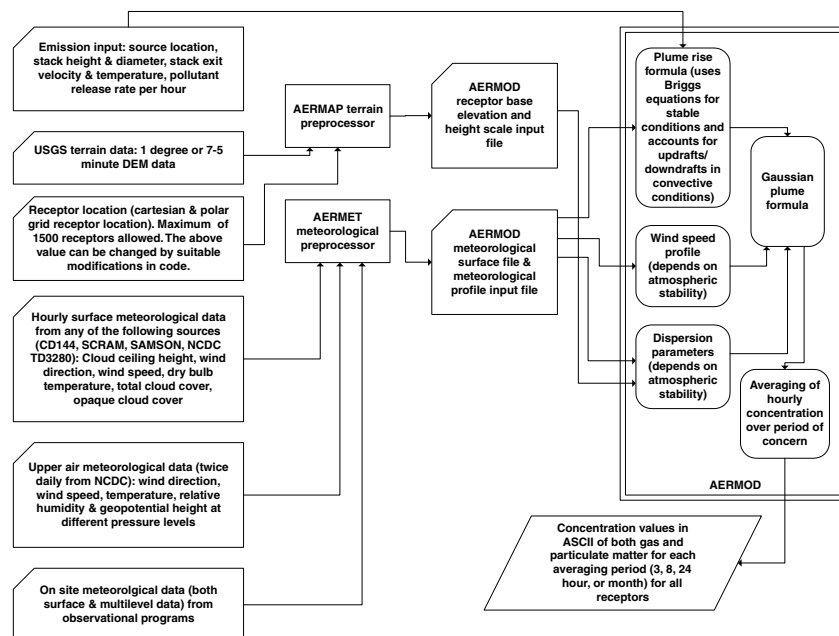 Emission input: source location,
stack height & diameter, stack exit
velocity & temperature, pollutant
release rate per hour
USGS terrain data: 1 degree or 7-5
minute DEM data
Receptor location (cartesian & polar
grid receptor location). Maximum of
1500 receptors allowed. The above
value can be changed by suitable
modifications in code.
Hourly surface meteorological data
from any of the following sources
(CD144, SCRAM, SAMSON, NCDC
TD3280): Cloud ceiling height, wind
direction, wind speed, dry bulb
temperature, total cloud cover,
opaque cloud cover
Upper air meteorological data (twice
daily from NCDC): wind direction,
wind speed, temperature, relative
humidity & geopotential height at
different pressure levels
On site meteorolgical data (both
surface & multilevel data) from
observational programs
AERMAP terrain
preprocessor
AERMET
meteorological
preprocessor
AERMOD
receptor base
elevation and
height scale input
file
AERMOD
meteorological
surface file &
meteorological
profile input file
Plume rise
formula (uses
Briggs
equations for
stable
conditions and
accounts for
updrafts/
downdrafts in
convective
conditions)
Wind speed
profile
(depends on
atmospheric
stability)
Dispersion
parameters
(depends on
atmospheric
stability)
Gaussian
plume
formula
Averaging of
hourly
concentration
over period of
concern
AERMOD
Concentration values in
ASCII of both gas and
particulate matter for each
averaging period (3, 8, 24
hour, or month) for all
receptors